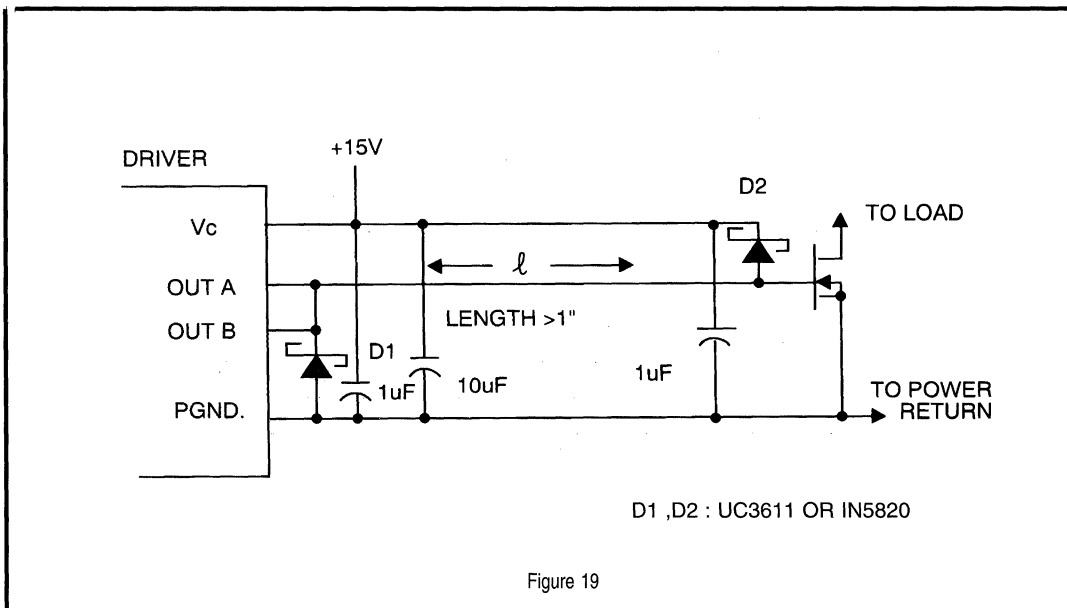 +15V
DRIVER
D2
Vc
TO LOAD
ℓ
OUT A
LENGTH >1"
OUT B
D1
1uF
10uF
1uF
PGND.
TO POWER
RETURN
D1 ,D2 : UC3611 OR IN5820
Figure 19